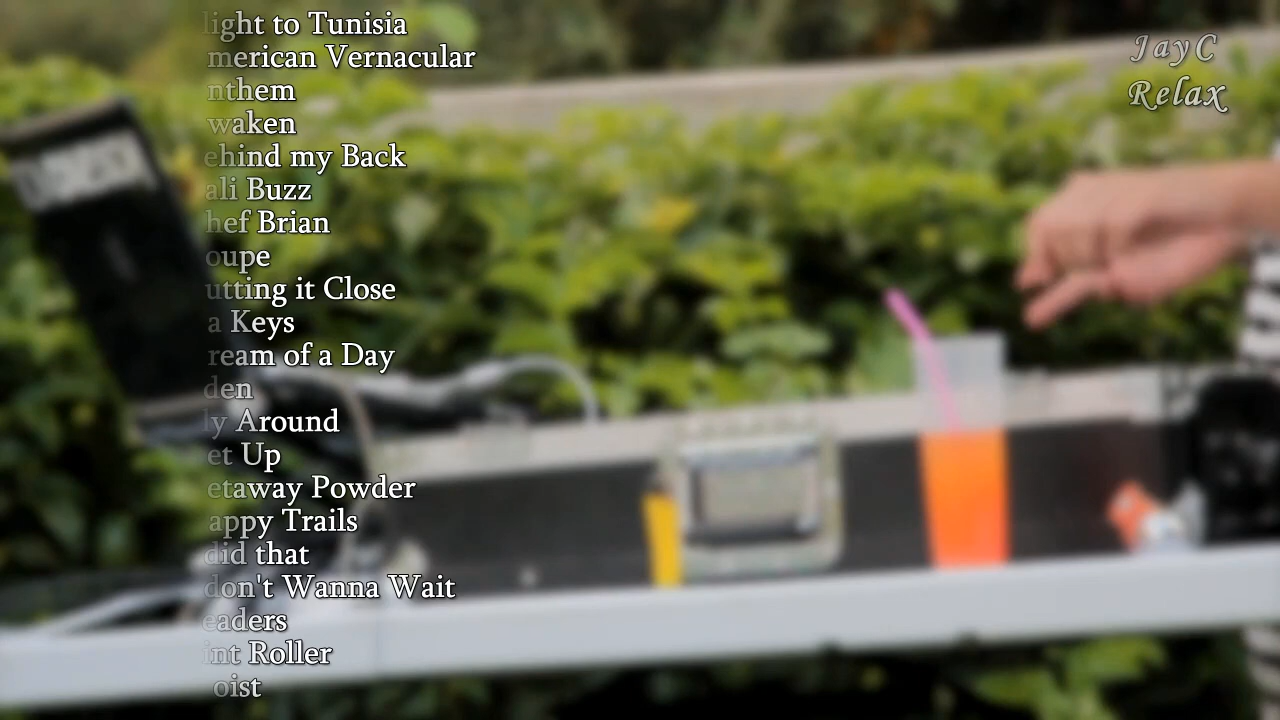 light to Tunisia
merican Vernacular
nthem
waken
ehind my Back
ali Buzz
hef Brian
oupe
utting it Close
a Keys
ream of a Day
den
ly Around
et Up
etaway Powder
appy Trails
did that
don't Wanna Wait
eaders
int Roller
oist
JayC
Relax